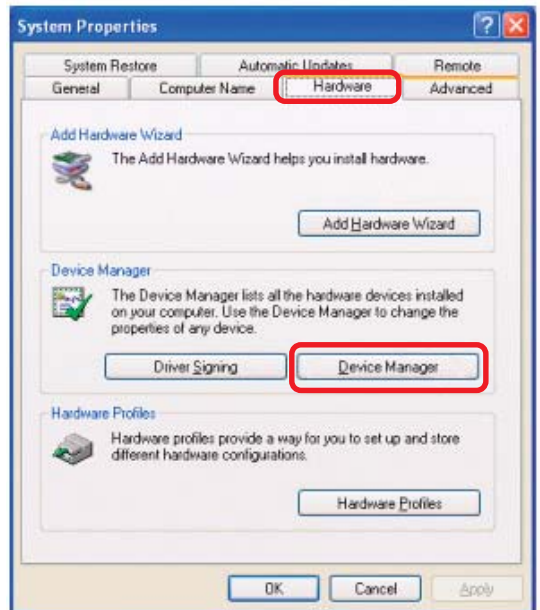 System Properties
System Restore Automatic Updates Remote
General Computer Name Hardware Advanced
Add Hardware Wizard
The Add Hardware Wizard helps you install hardware.
Add Hardware Wizard
Device Manager
The Device Manager lists all the hardware devices installed
on your computer. Use the Device Manager to change the
properties of any device.
Driver Signing Device Manager
Hardware Profiles
Hardware profiles provide a way for you to set up and store
different hardware configurations.
Hardware Profiles
OK Cancel Apply